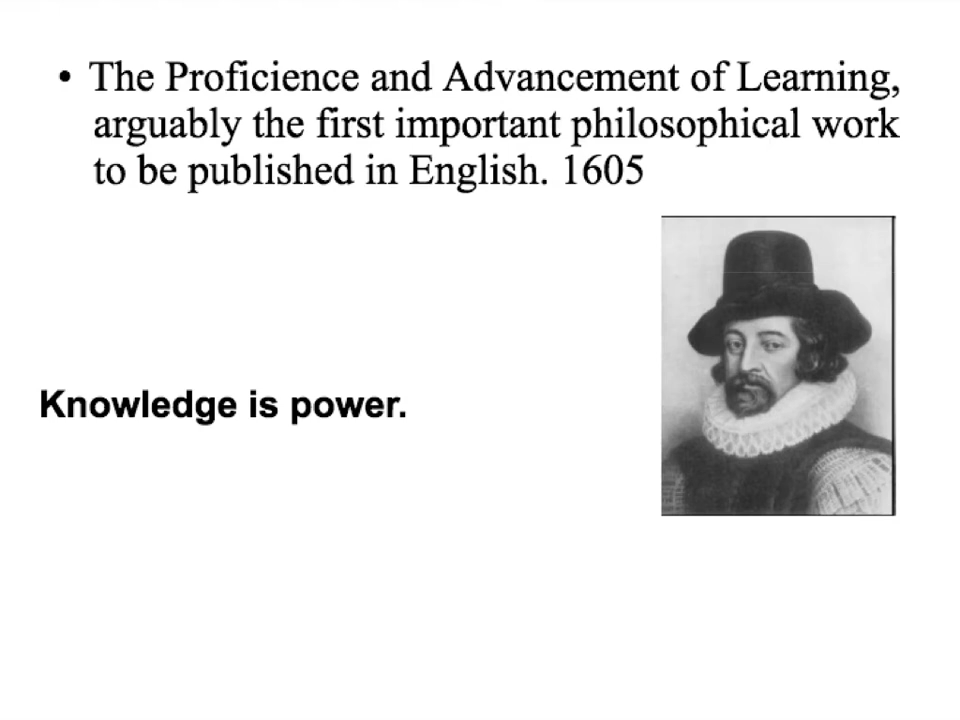 • The Proficience and Advancement of Learning,
arguably the first important philosophical work
to be published in English. 1605
Knowledge is power.